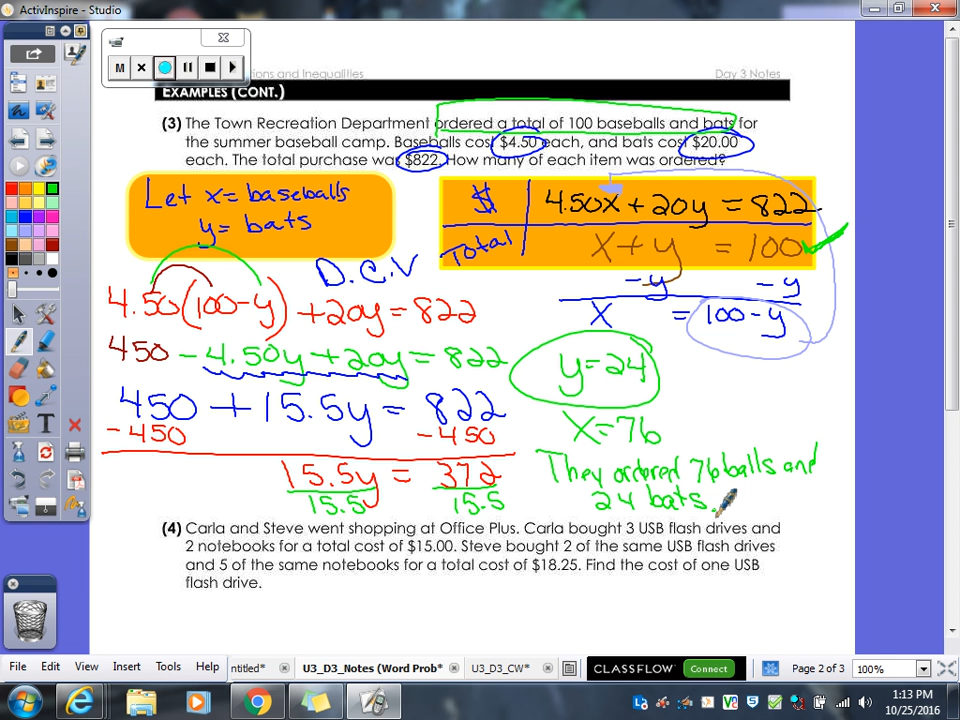 ActivInspire - Studio
M
ions and Inequalities
Day 3 Notes
EXAMPLES (CONT.)
(3) The Town Recreation Department ordered a total of 100 baseballs and bats for
the summer baseball camp. Baseballs cost $4.50 each, and bats cost $20.00
each. The total purchase was $822. How many of each item was ordered?
Let x = baseballs
y = bats
$ 4.50x + 20y = 822
Total x + y = 100
-y -y
x = 100 - y
D.C.V
4.50(100-y) + 20y = 822
450 - 4.50y + 20y = 822
450 + 15.5y = 822
-450 -450
15.5y = 372
15.5 15.5
y = 24
x = 76
They ordered 76 balls and
24 bats.
(4) Carla and Steve went shopping at Office Plus. Carla bought 3 USB flash drives and
2 notebooks for a total cost of $15.00. Steve bought 2 of the same USB flash drives
and 5 of the same notebooks for a total cost of $18.25. Find the cost of one USB
flash drive.
File Edit View Insert Tools Help
ntitled* U3_D3_Notes (Word Prob* U3_D3_CW* CLASSFLOW Connect Page 2 of 3 100%
1:13 PM
10/25/2016